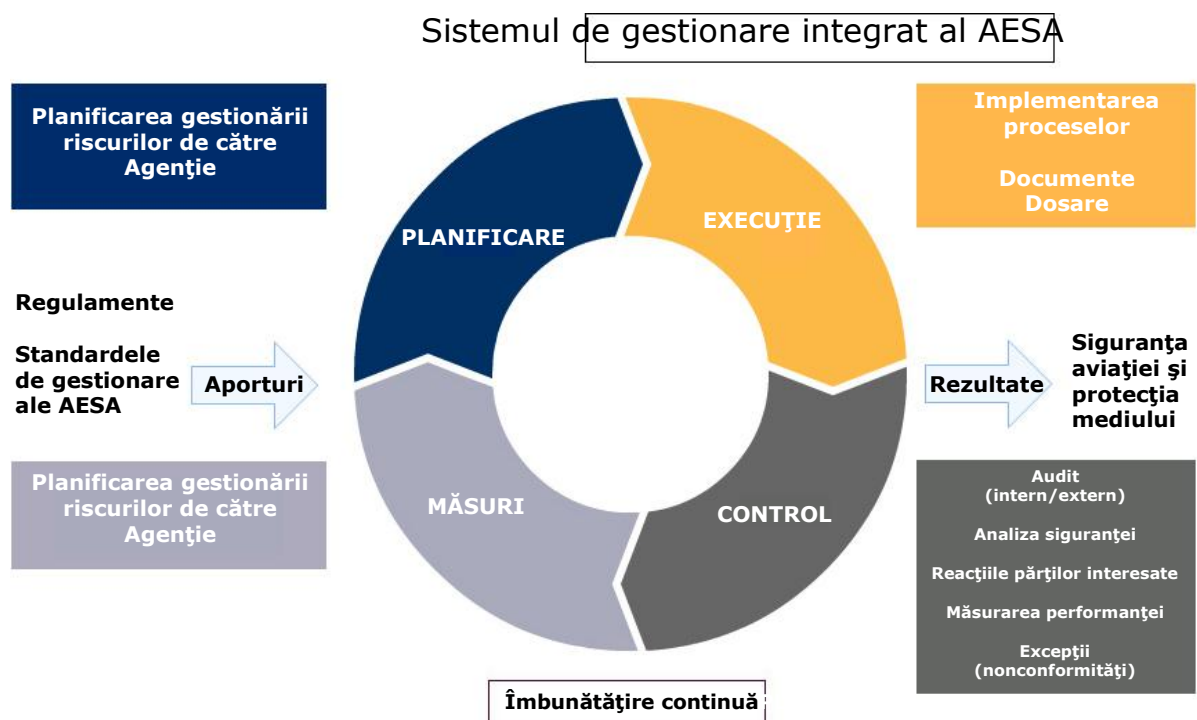 Sistemul de gestionare integrat al AESA
Planificarea gestionării
riscurilor de către
Agenţie
Implementarea
proceselor
Documente
Dosare
PLANIFICARE
EXECUŢIE
Regulamente
Standardele
de gestionare
ale AESA
Aporturi
Rezultate
Siguranţa
aviaţiei şi
protecţia
mediului
Planificarea gestionării
riscurilor de către
Agenţie
MĂSURI
CONTROL
Audit
(intern/extern)
Analiza siguranţei
Reacţiile părţilor interesate
Măsurarea performanţei
Excepţii
(nonconformităţi)
Îmbunătăţire continuă